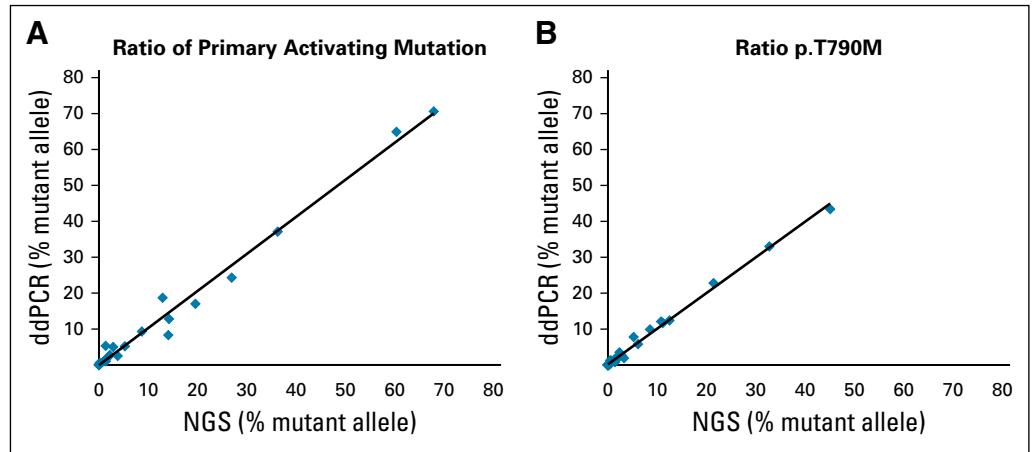 A
Ratio of Primary Activating Mutation
80
70
60
50
40
30
20
10
ddPCR (% mutant allele)
0 10 20 30 40 50 60 70 80
NGS (% mutant allele)
B
Ratio p.T790M
80
70
60
50
40
30
20
10
ddPCR (% mutant allele)
0 10 20 30 40 50 60 70 80
NGS (% mutant allele)